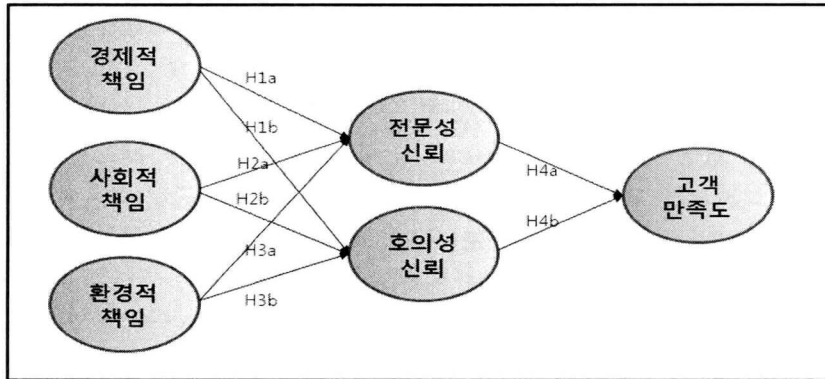 경제적
책임
H1a
H1b
전문성
신뢰
H2a
사회적
책임
H2b
H4a
고객
만족도
H4b
호의성
신뢰
H3a
환경적
책임
H3b